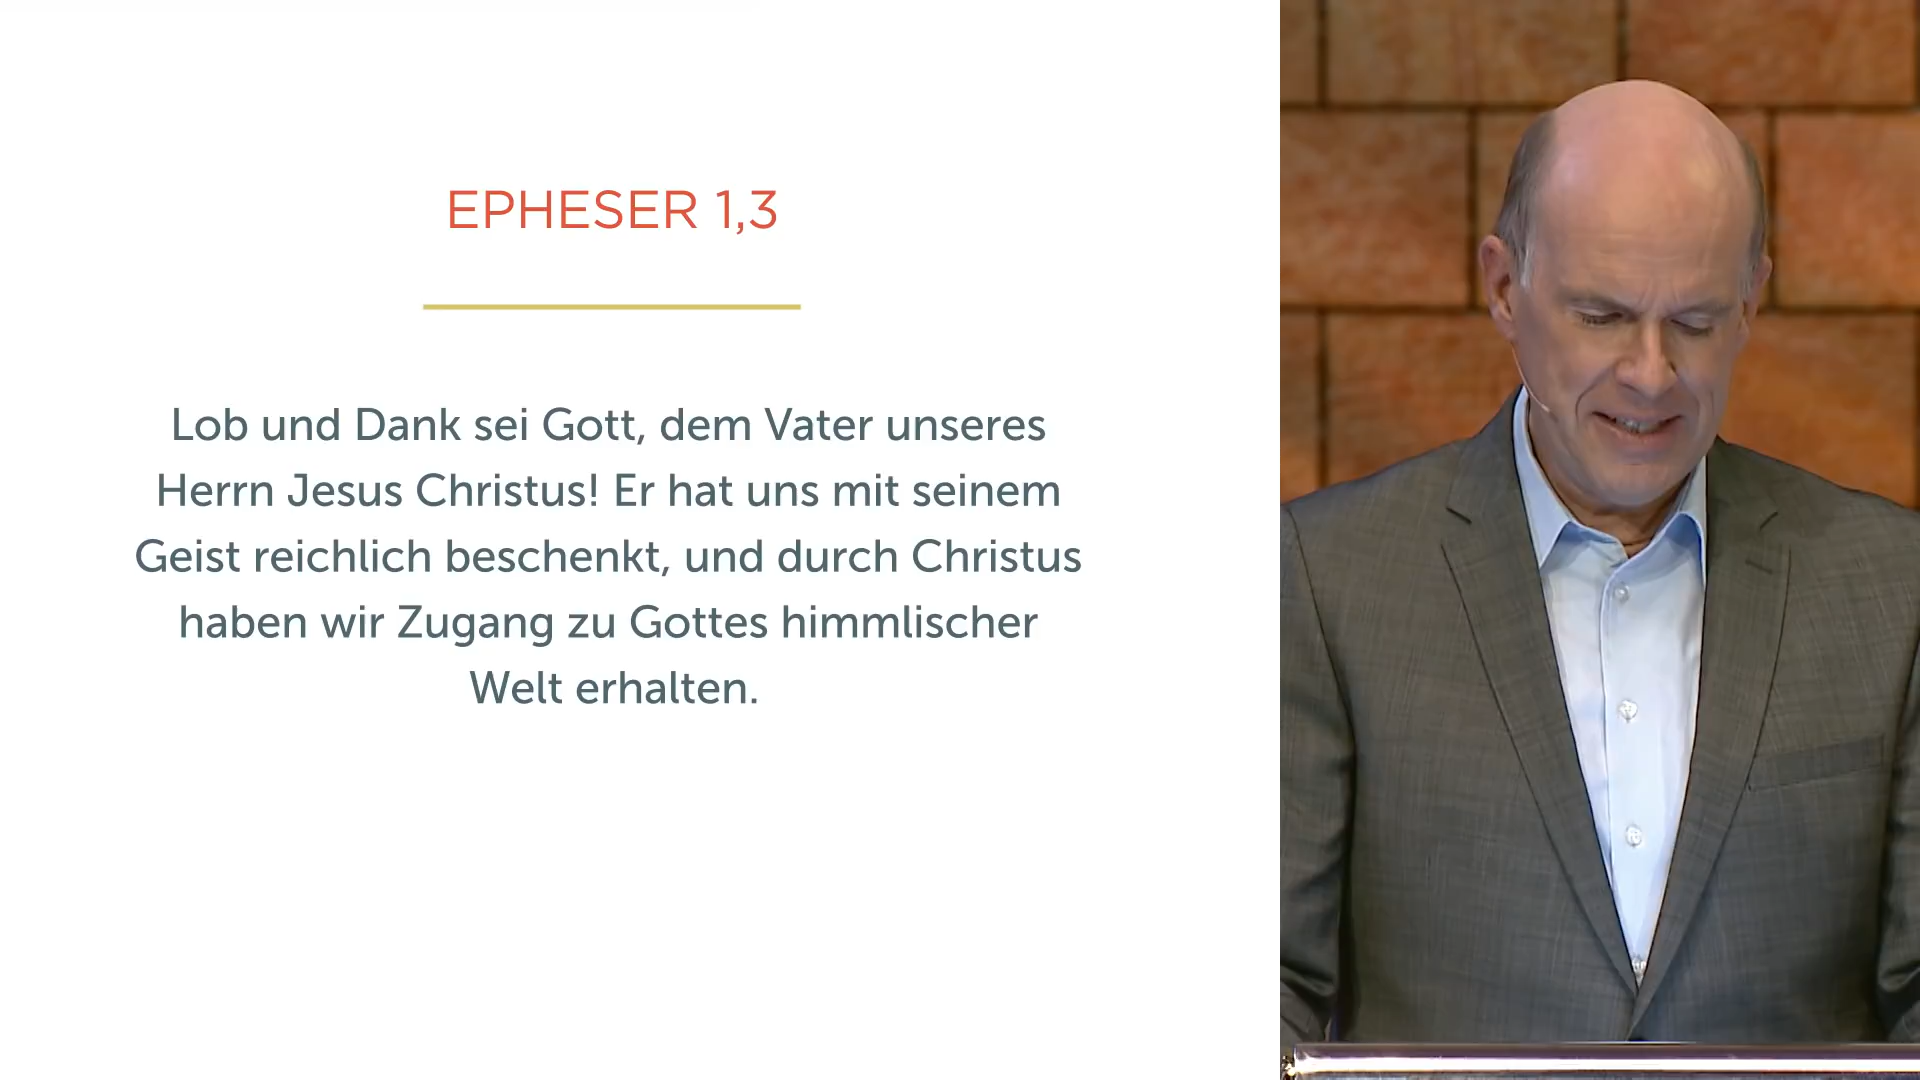 EPHESER 1,3
Lob und Dank sei Gott, dem Vater unseres
Herrn Jesus Christus! Er hat uns mit seinem
Geist reichlich beschenkt, und durch Christus
haben wir Zugang zu Gottes himmlischer
Welt erhalten.